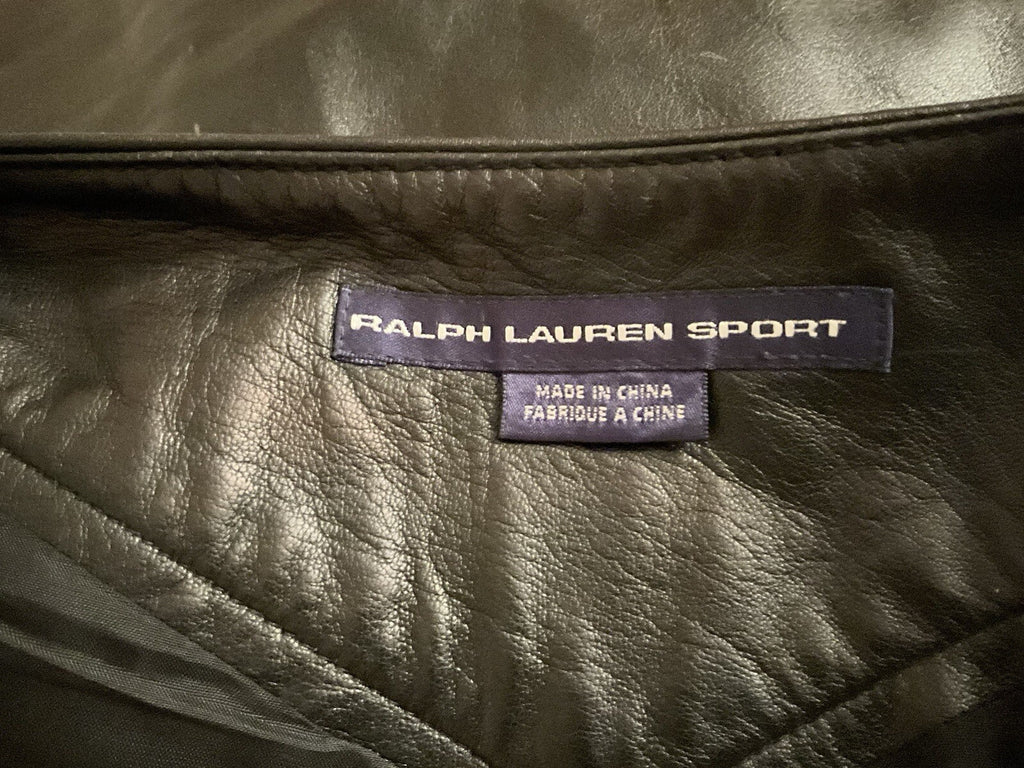 RALPH LAUREN SPORT
MADE IN CHINA
FABRIQUE A CHINE